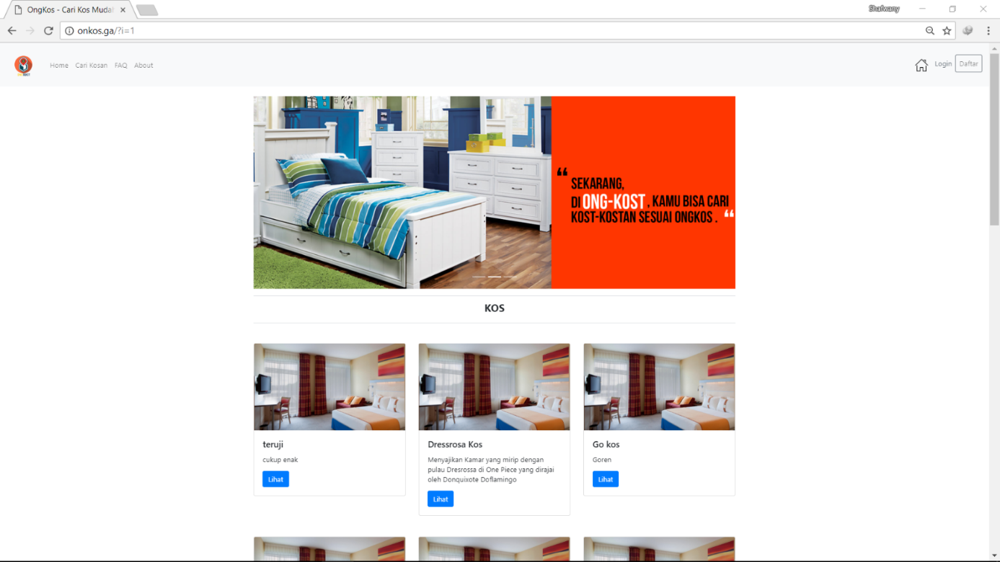 OngKos - Cari Kos Mudah
Shafwany
onkos.ga/?i=1
Home Cari Kosan FAQ About
Login Daftar
“ SEKARANG,
DI ONG-KOST , KAMU BISA CARI
KOST-KOSTAN SESUAI ONGKOS . “
KOS
teruji
cukup enak
Lihat
Dressrosa Kos
Menyajikan Kamar yang mirip dengan
pulau Dresrossa di One Piece yang dirajai
oleh Donquixote Doflamingo
Lihat
Go kos
Goren
Lihat